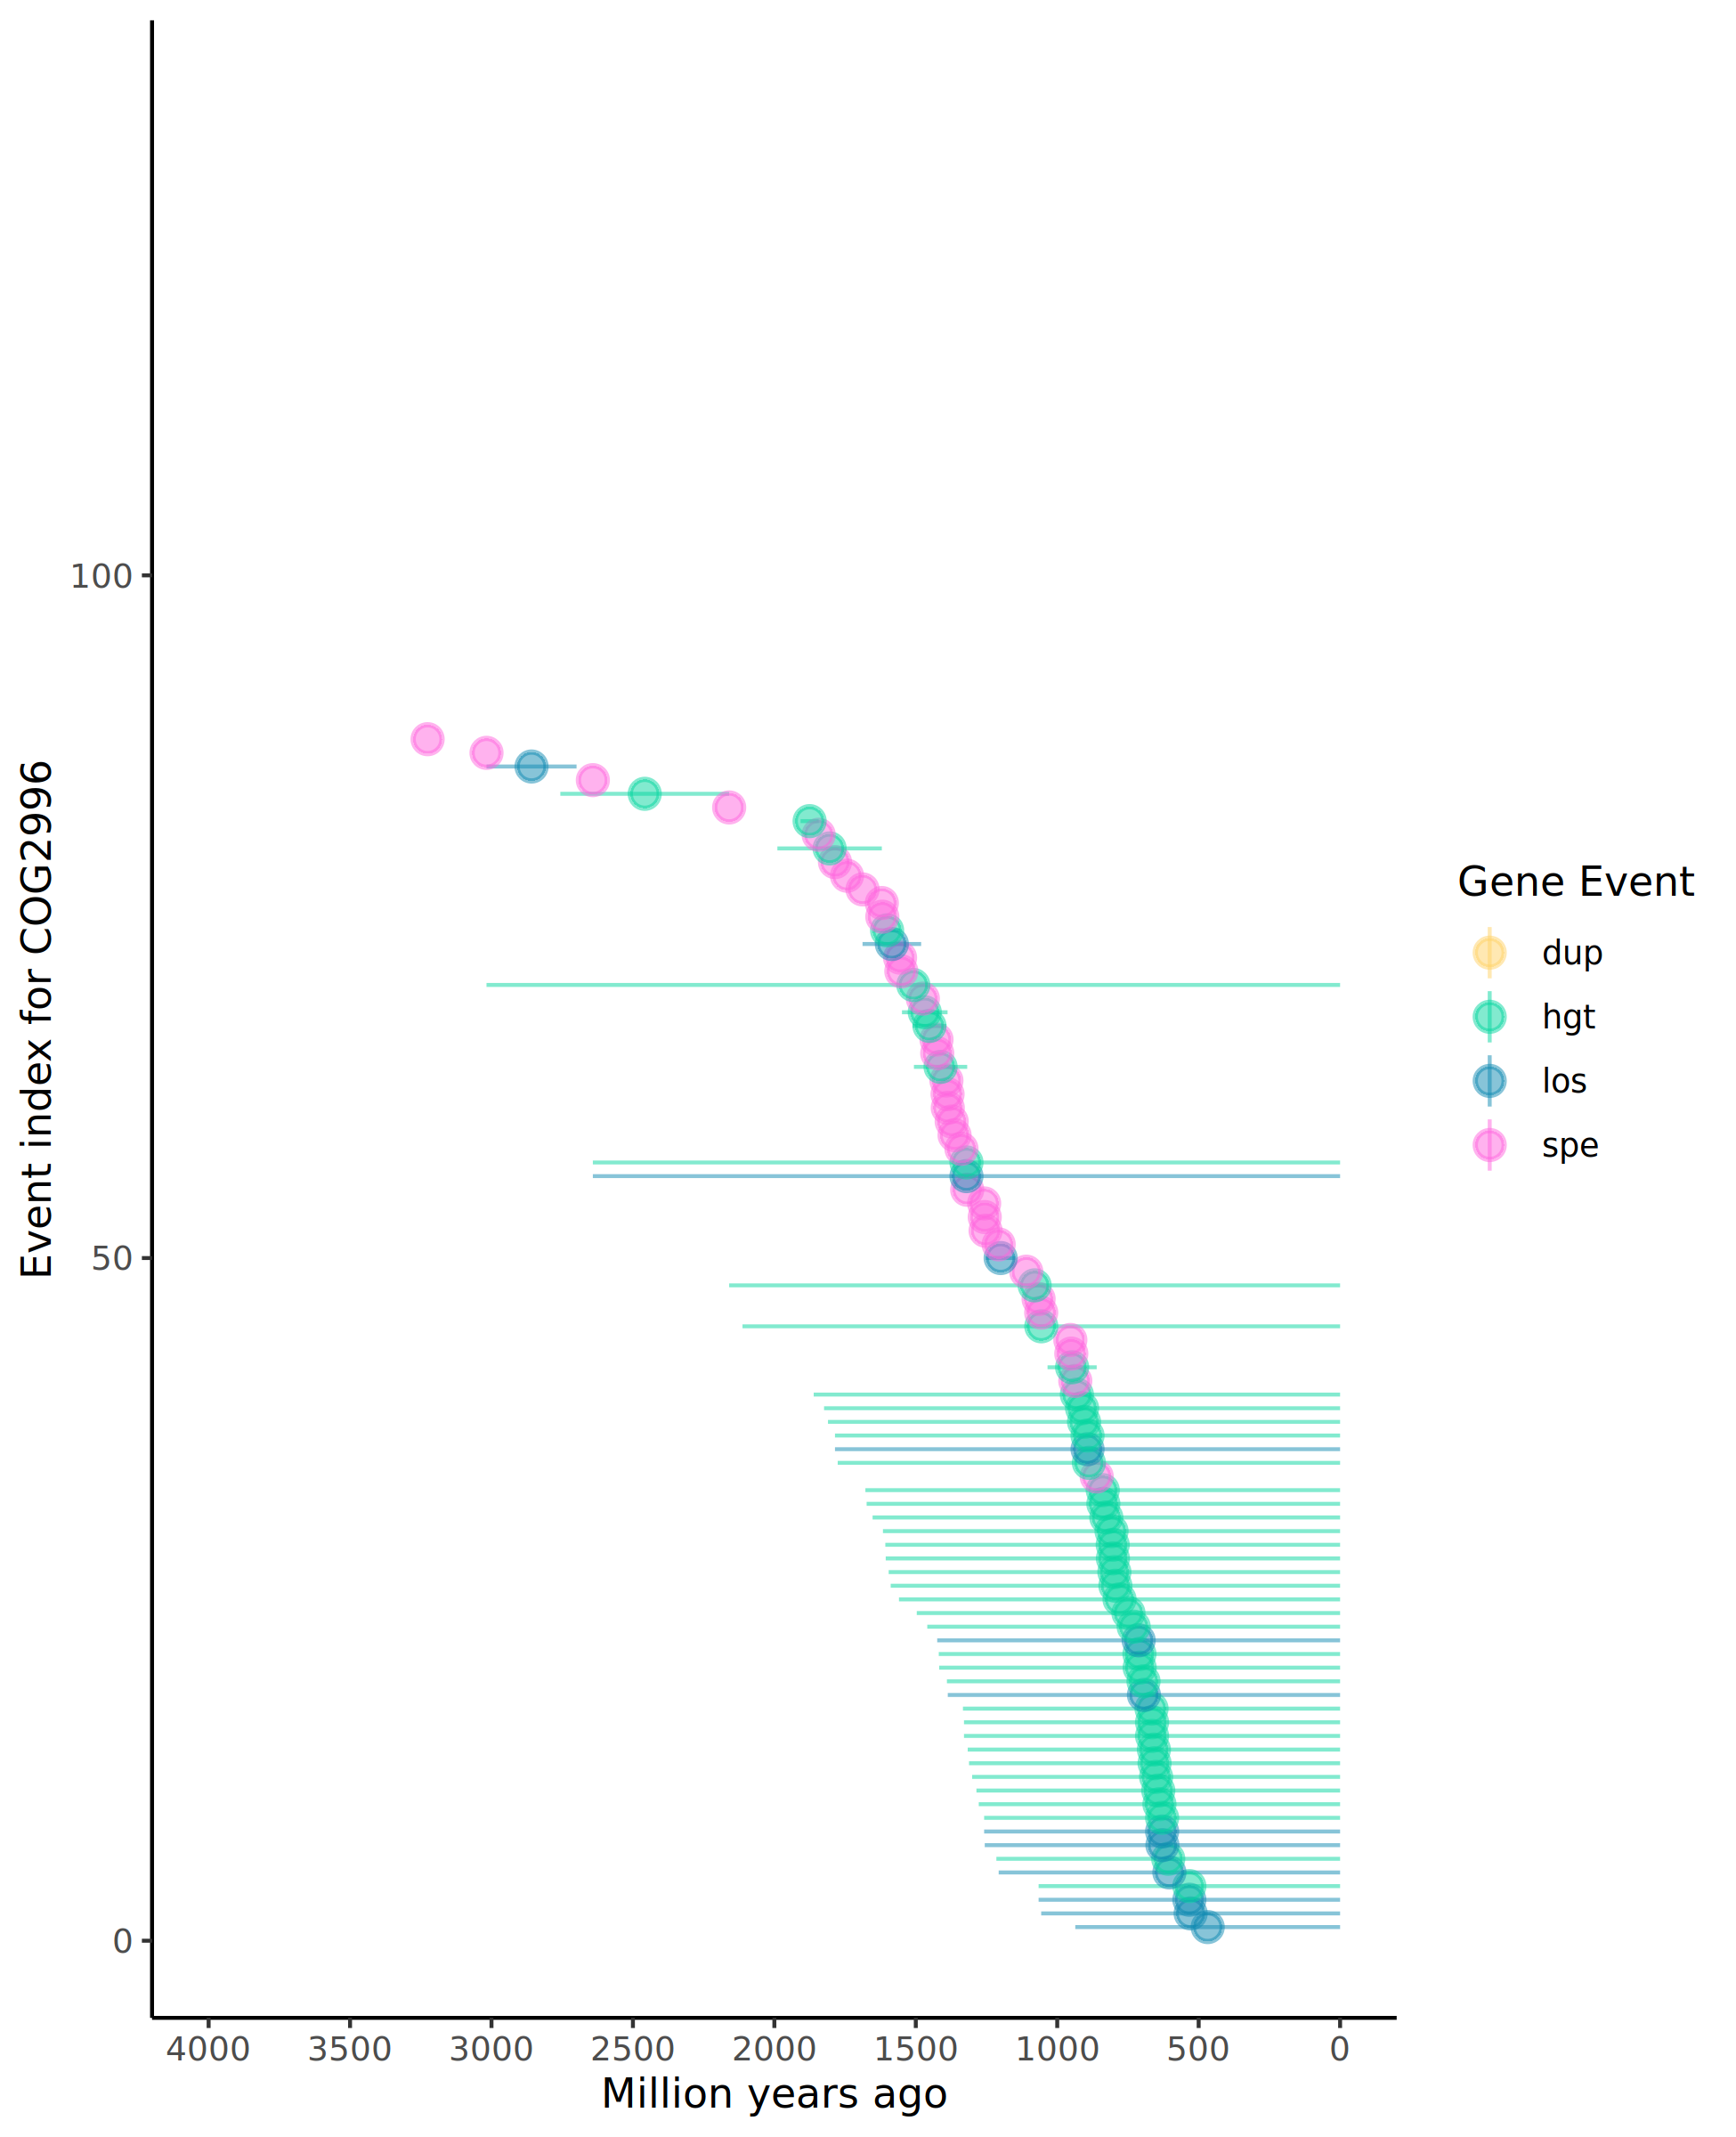 Event index for COG2996
100
50
0
4000 3500 3000 2500 2000 1500 1000 500 0
Million years ago
Gene Event
dup
hgt
los
spe